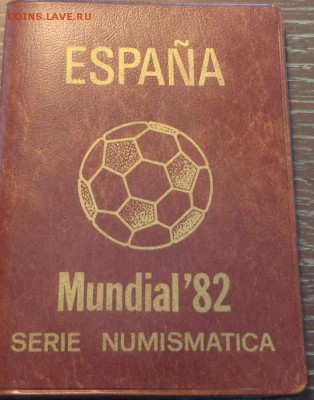 COINS.LAVE.RU
ESPAÑA
Mundial'82
SERIE NUMISMATICA